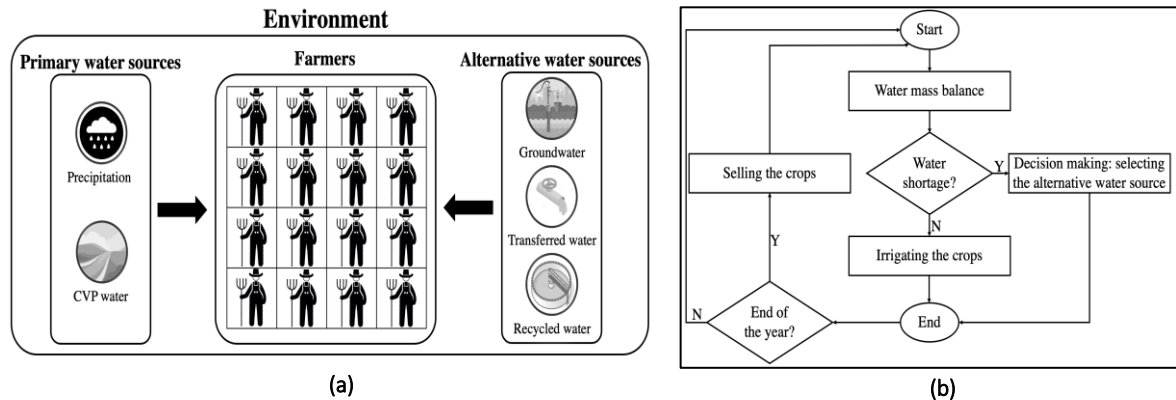 Environment
Primary water sources
Precipitation
CVP water
Farmers
Alternative water sources
Groundwater
Transferred water
Recycled water
(a)
Start
Water mass balance
Water
shortage?
Y
Decision making: selecting
the alternative water source
N
Irrigating the crops
End
End of
the year?
N
Y
Selling the crops
(b)